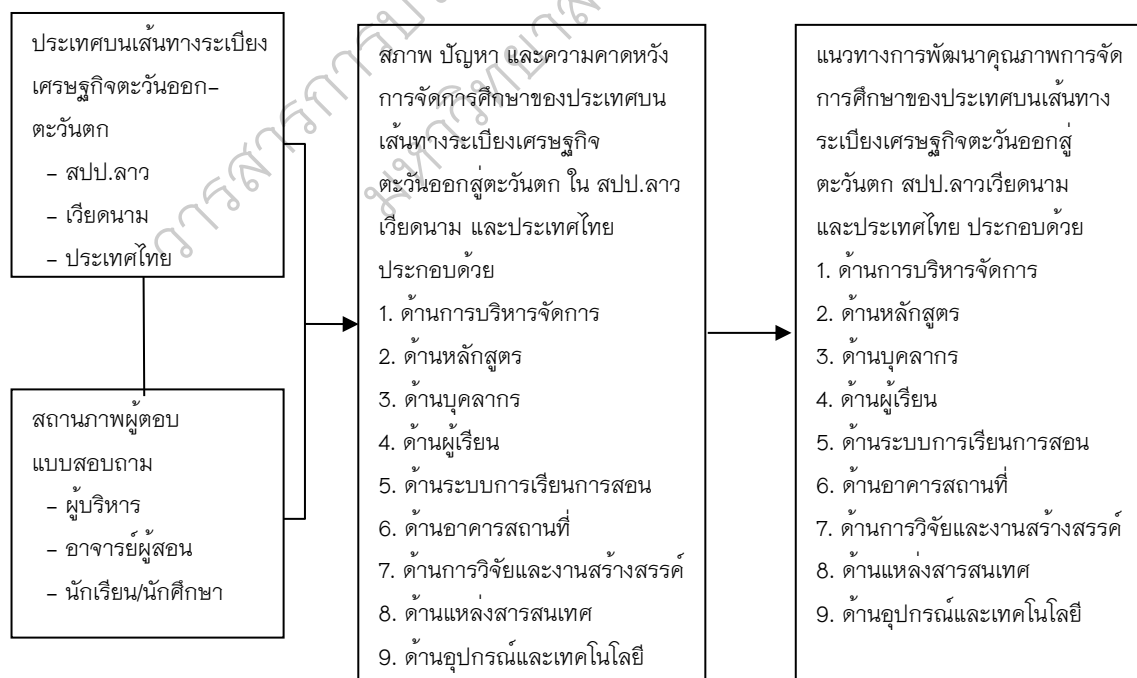 ประเทศบนเส้นทางระเบียง
เศรษฐกิจตะวันออก-
ตะวันตก
- สปป.ลาว
- เวียดนาม
- ประเทศไทย
สถานภาพผู้ตอบ
แบบสอบถาม
- ผู้บริหาร
- อาจารย์ผู้สอน
- นักเรียน/นักศึกษา
สภาพ ปัญหา และความคาดหวัง
การจัดการศึกษาของประเทศบน
เส้นทางระเบียงเศรษฐกิจ
ตะวันออกสู่ตะวันตก ใน สปป.ลาว
เวียดนาม และประเทศไทย
ประกอบด้วย
1. ด้านการบริหารจัดการ
2. ด้านหลักสูตร
3. ด้านบุคลากร
4. ด้านผู้เรียน
5. ด้านระบบการเรียนการสอน
6. ด้านอาคารสถานที่
7. ด้านการวิจัยและงานสร้างสรรค์
8. ด้านแหล่งสารสนเทศ
9. ด้านอุปกรณ์และเทคโนโลยี
แนวทางการพัฒนาคุณภาพการจัด
การศึกษาของประเทศบนเส้นทาง
ระเบียงเศรษฐกิจตะวันออกสู่
ตะวันตก สปป.ลาวเวียดนาม
และประเทศไทย ประกอบด้วย
1. ด้านการบริหารจัดการ
2. ด้านหลักสูตร
3. ด้านบุคลากร
4. ด้านผู้เรียน
5. ด้านระบบการเรียนการสอน
6. ด้านอาคารสถานที่
7. ด้านการวิจัยและงานสร้างสรรค์
8. ด้านแหล่งสารสนเทศ
9. ด้านอุปกรณ์และเทคโนโลยี